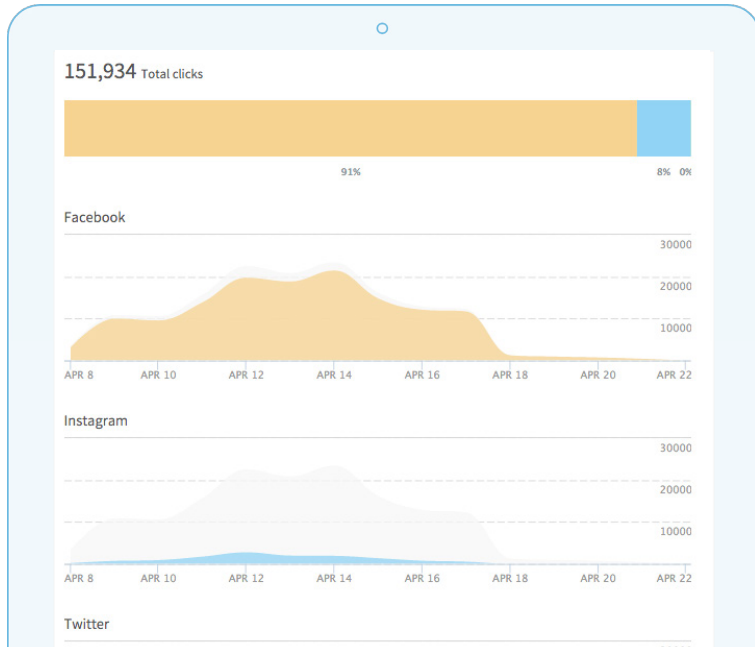 151,934 Total clicks
91% 8% 0%
Facebook
30000
20000
10000
APR 8 APR 10 APR 12 APR 14 APR 16 APR 18 APR 20 APR 22
Instagram
30000
20000
10000
APR 8 APR 10 APR 12 APR 14 APR 16 APR 18 APR 20 APR 22
Twitter